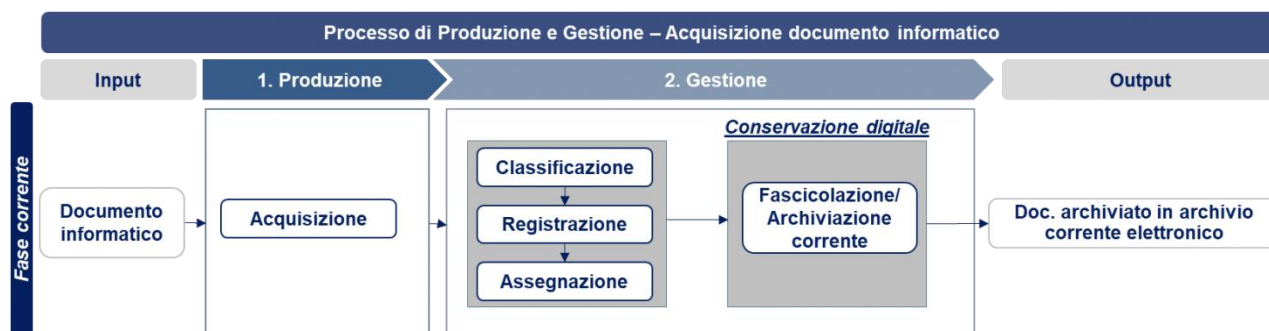 Processo di Produzione e Gestione – Acquisizione documento informatico
Input
1. Produzione
2. Gestione
Output
Fase corrente
Documento
informatico
Acquisizione
Classificazione
Registrazione
Assegnazione
Conservazione digitale
Fascicolazione/
Archiviazione
corrente
Doc. archiviato in archivio
corrente elettronico